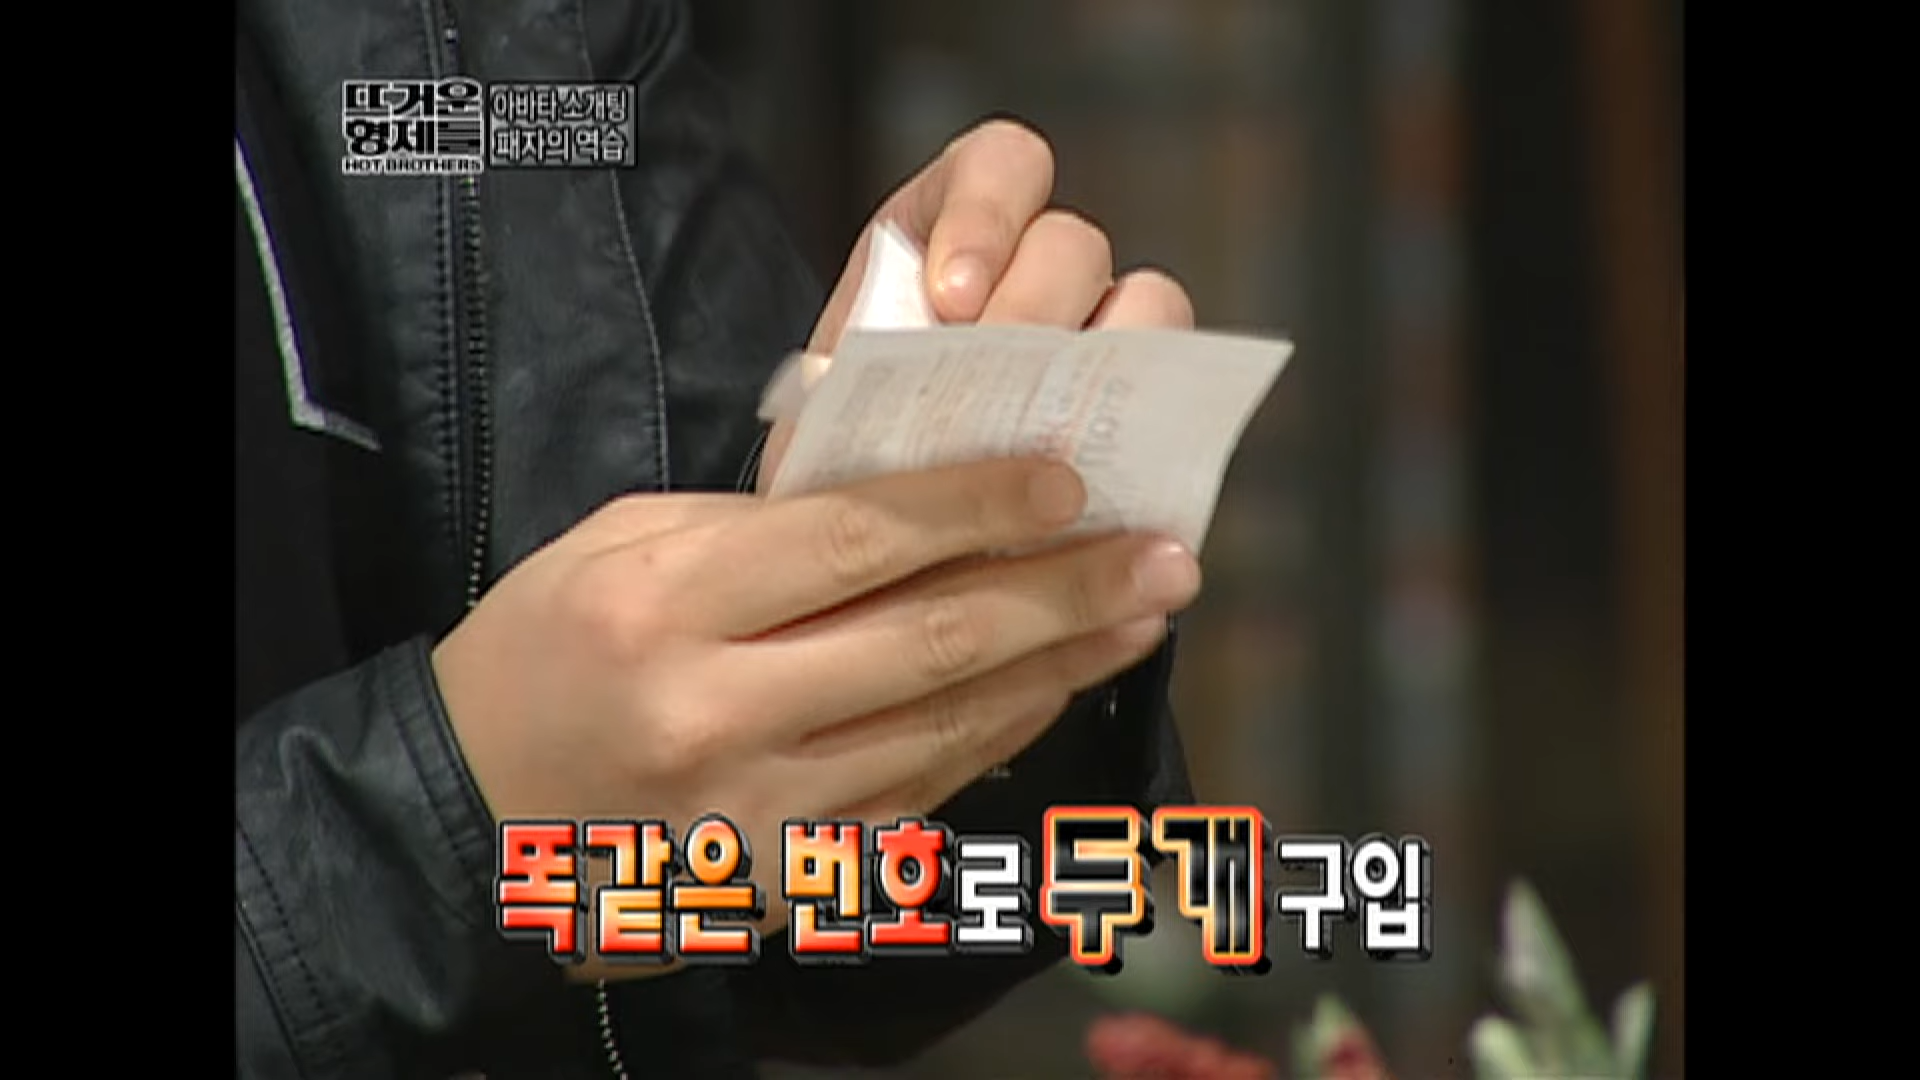 뜨거운
형제들
HOT BROTHERS
아바타 소개팅
패자의 역습
똑같은 번호로 두개 구입